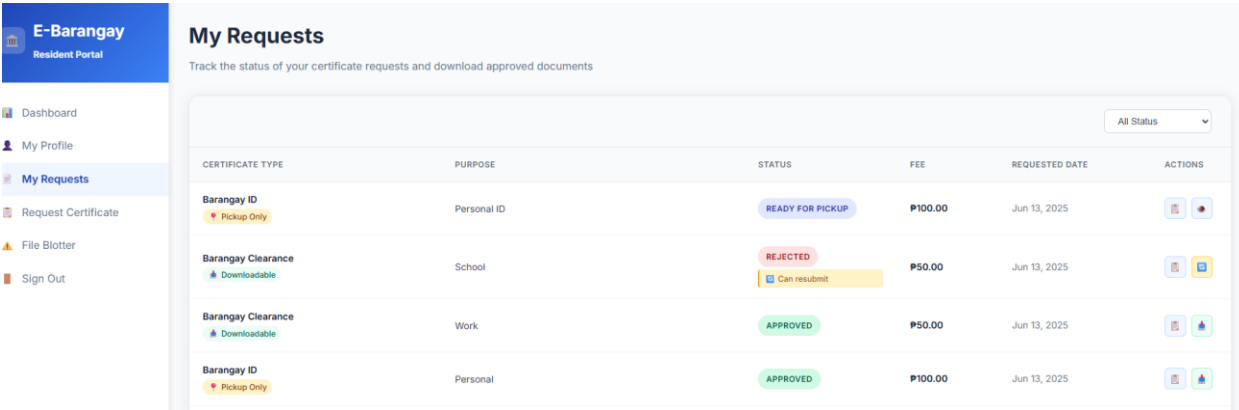 E-Barangay
Resident Portal
Dashboard
My Profile
My Requests
Request Certificate
File Blotter
Sign Out
My Requests
Track the status of your certificate requests and download approved documents
All Status
CERTIFICATE TYPE PURPOSE STATUS FEE REQUESTED DATE ACTIONS
Barangay ID
Pickup Only
Personal ID
READY FOR PICKUP
₱100.00
Jun 13, 2025
Barangay Clearance
Downloadable
School
REJECTED
Can resubmit
₱50.00
Jun 13, 2025
Barangay Clearance
Downloadable
Work
APPROVED
₱50.00
Jun 13, 2025
Barangay ID
Pickup Only
Personal
APPROVED
₱100.00
Jun 13, 2025